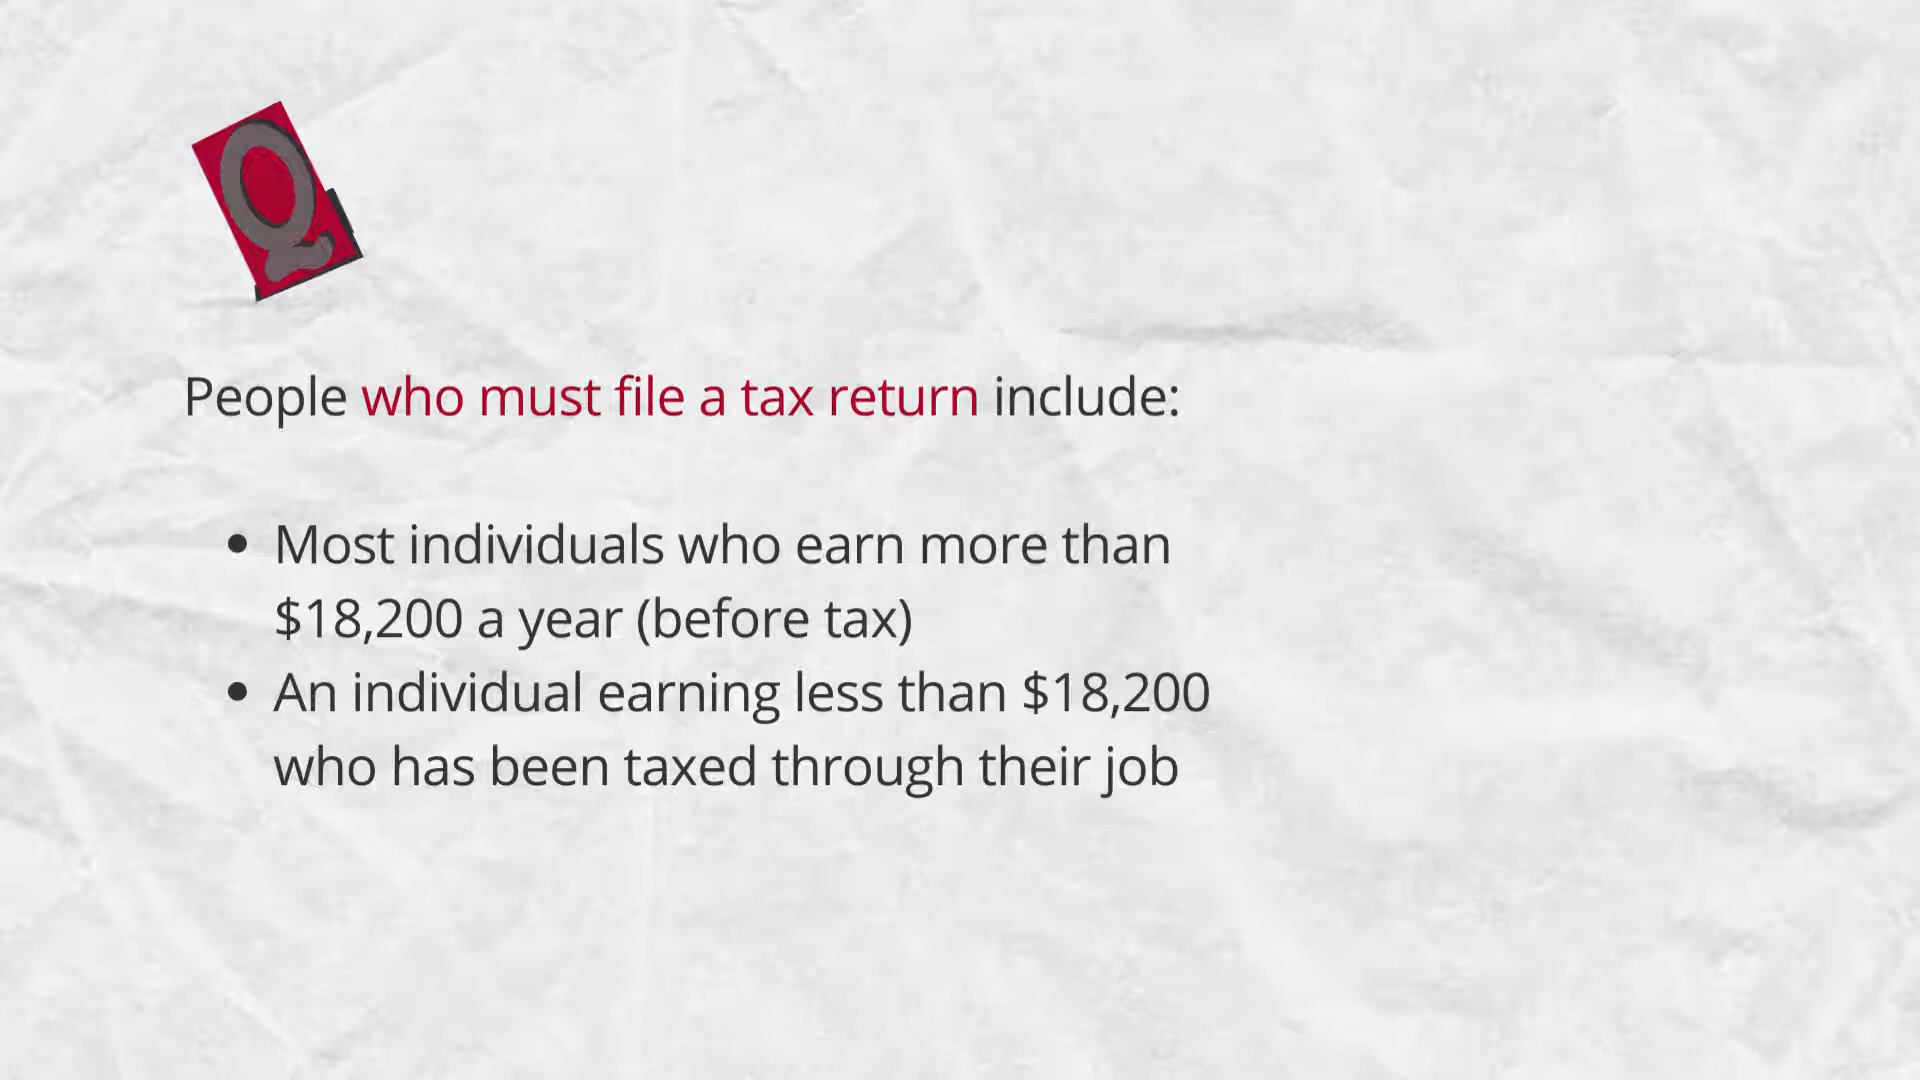 Q
People who must file a tax return include:
• Most individuals who earn more than
$18,200 a year (before tax)
• An individual earning less than $18,200
who has been taxed through their job